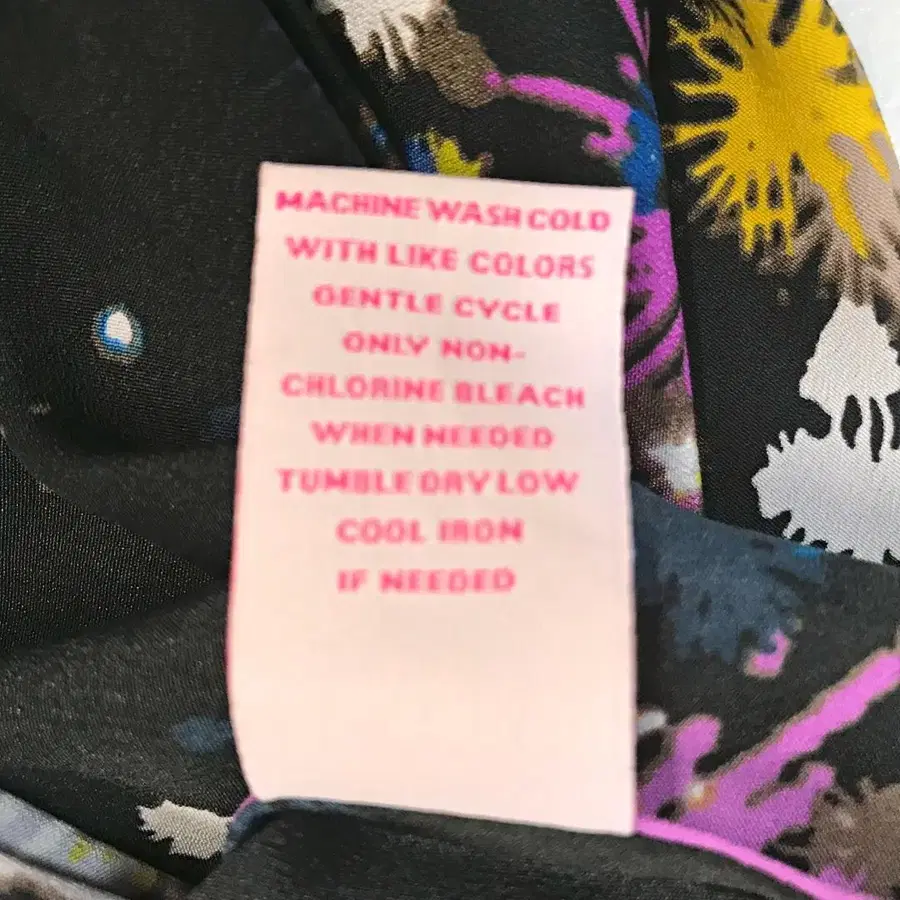 MACHINE WASH COLD
WITH LIKE COLORS
GENTLE CYCLE
ONLY NON-
CHLORINE BLEACH
WHEN NEEDED
TUMBLE DRY LOW
COOL IRON
IF NEEDED